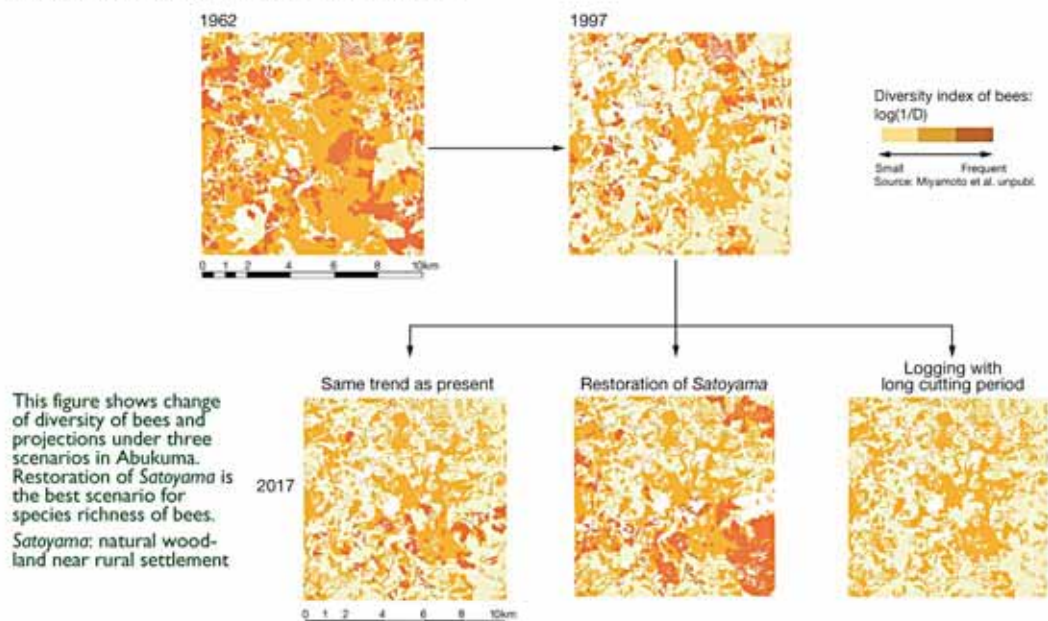 1962
1997
Diversity index of bees:
log(1/D)
Small Frequent
Source: Miyamoto et al. unpubl.
0 1 2 4 6 8 10km
Same trend as present
Restoration of Satoyama
Logging with
long cutting period
This figure shows change
of diversity of bees and
projections under three
scenarios in Abukuma.
Restoration of Satoyama is
the best scenario for
species richness of bees.
Satoyama: natural wood-
land near rural settlement
2017
0 1 2 4 6 8 10km